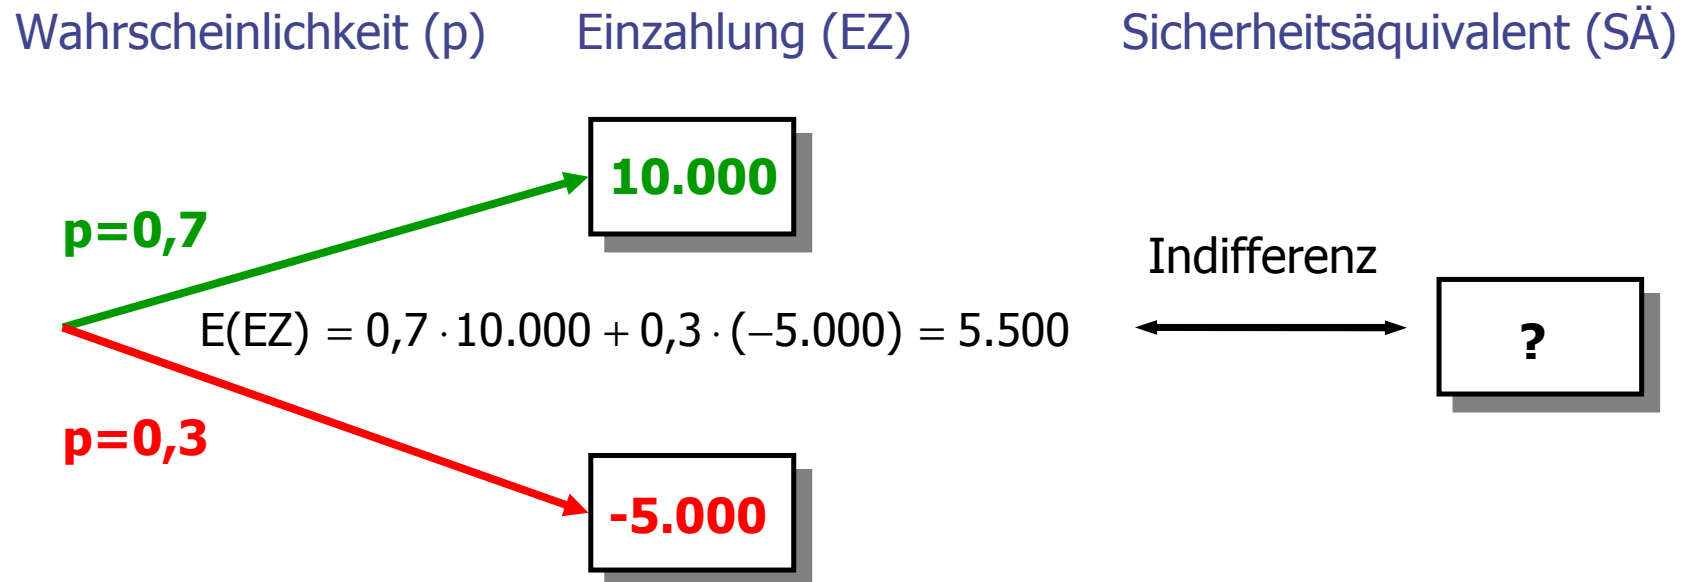 Wahrscheinlichkeit (p) Einzahlung (EZ) Sicherheitsäquivalent (SÄ)
10.000
p=0,7
Indifferenz
E(EZ) = 0,7 · 10.000 + 0,3 · (−5.000) = 5.500
?
p=0,3
-5.000